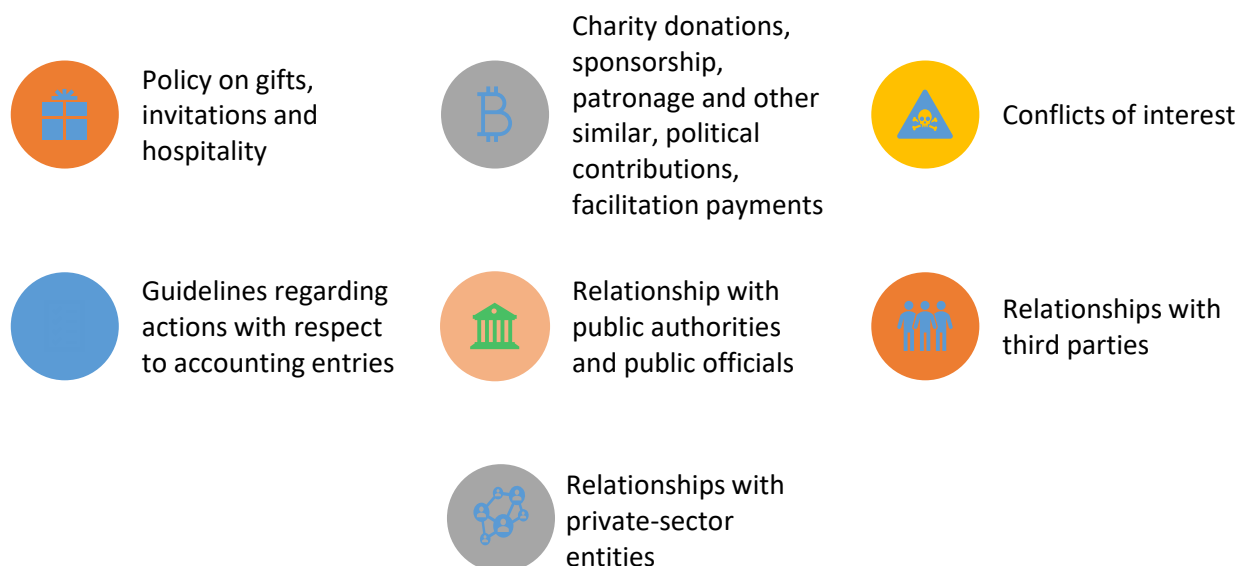 Policy on gifts,
invitations and
hospitality
Charity donations,
sponsorship,
patronage and other
similar, political
contributions,
facilitation payments
Conflicts of interest
Guidelines regarding
actions with respect
to accounting entries
Relationship with
public authorities
and public officials
Relationships with
third parties
Relationships with
private-sector
entities